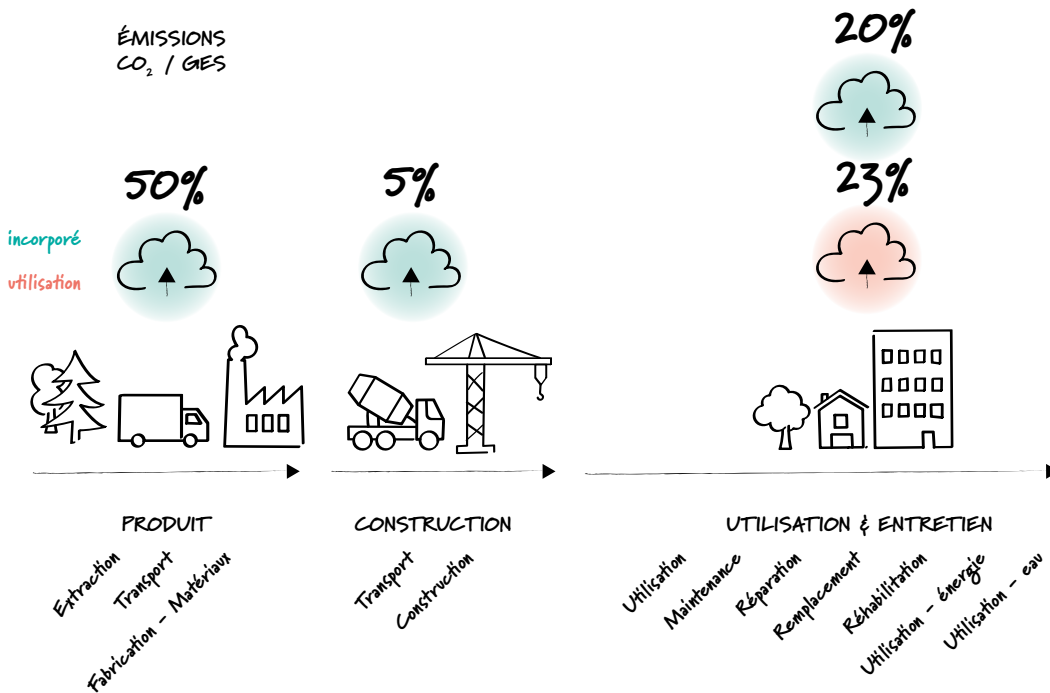 ÉMISSIONS
CO₂ / GES
50%
5%
20%
23%
incorporé
utilisation
PRODUIT
Extraction
Transport
Fabrication - Matériaux
CONSTRUCTION
Transport
Construction
UTILISATION & ENTRETIEN
Utilisation
Maintenance
Réparation
Remplacement
Réhabilitation
Utilisation - énergie
Utilisation - eau